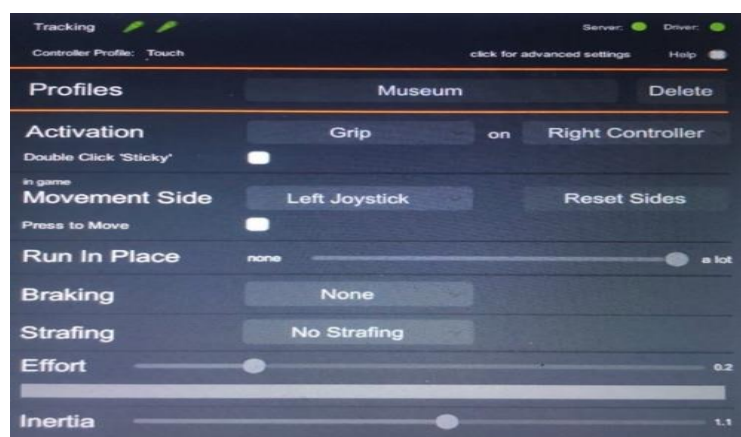 Tracking Server: Driver:
Controller Profile: Touch click for advanced settings Help
Profiles Museum Delete
Activation Grip on Right Controller
Double Click 'Sticky'
in game
Movement Side Left Joystick Reset Sides
Press to Move
Run In Place none a lot
Braking None
Strafing No Strafing
Effort 0.2
Inertia 1.1